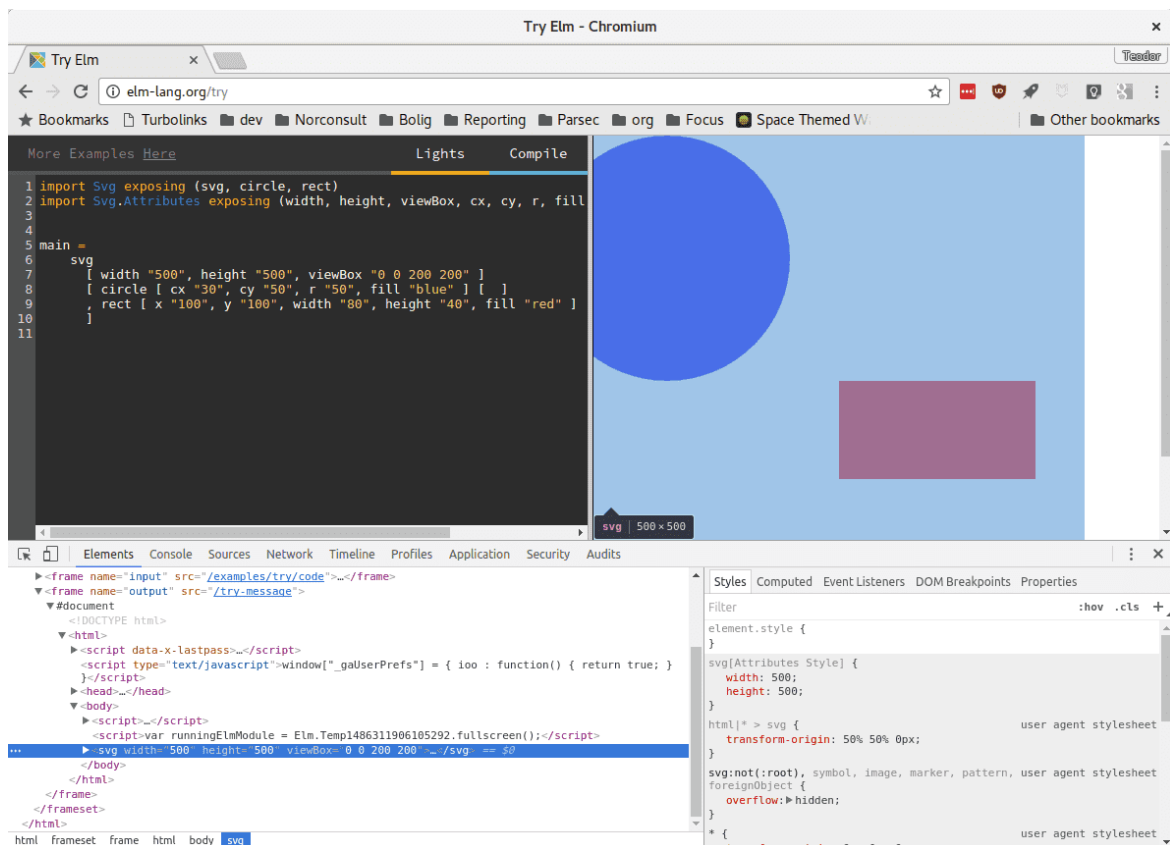 Try Elm - Chromium
Try Elm
Teodor
elm-lang.org/try
Bookmarks Turbolinks dev Norconsult Bolig Reporting Parsec org Focus Space Themed Other bookmarks
More Examples Here Lights Compile
1 import Svg exposing (svg, circle, rect)
2 import Svg.Attributes exposing (width, height, viewBox, cx, cy, r, fill
3
4
5 main =
6 svg
7 [ width "500", height "500", viewBox "0 0 200 200" ]
8 [ circle [ cx "30", cy "50", r "50", fill "blue" ] [ ]
9 , rect [ x "100", y "100", width "80", height "40", fill "red" ]
10 ]
11
svg 500 × 500
Elements Console Sources Network Timeline Profiles Application Security Audits
<frame name="input" src="/examples/try/code">…</frame>
<frame name="output" src="/try-message">
#document
<!DOCTYPE html>
<html>
<script data-x-lastpass>…</script>
<script type="text/javascript">window["_gaUserPrefs"] = { ioo : function() { return true; }
}</script>
<head>…</head>
<body>
<script>…</script>
<script>var runningElmModule = Elm.Temp1486311906105292.fullscreen();</script>
<svg width="500" height="500" viewBox="0 0 200 200">…</svg> == $0
</body>
</html>
</frame>
</frameset>
</html>
html frameset frame html body svg
Styles Computed Event Listeners DOM Breakpoints Properties
Filter :hov .cls +
element.style {
}
svg[Attributes Style] {
width: 500;
height: 500;
}
html|* > svg { user agent stylesheet
transform-origin: 50% 50% 0px;
}
svg:not(:root), symbol, image, marker, pattern, user agent stylesheet
foreignObject {
overflow: hidden;
}
* { user agent stylesheet